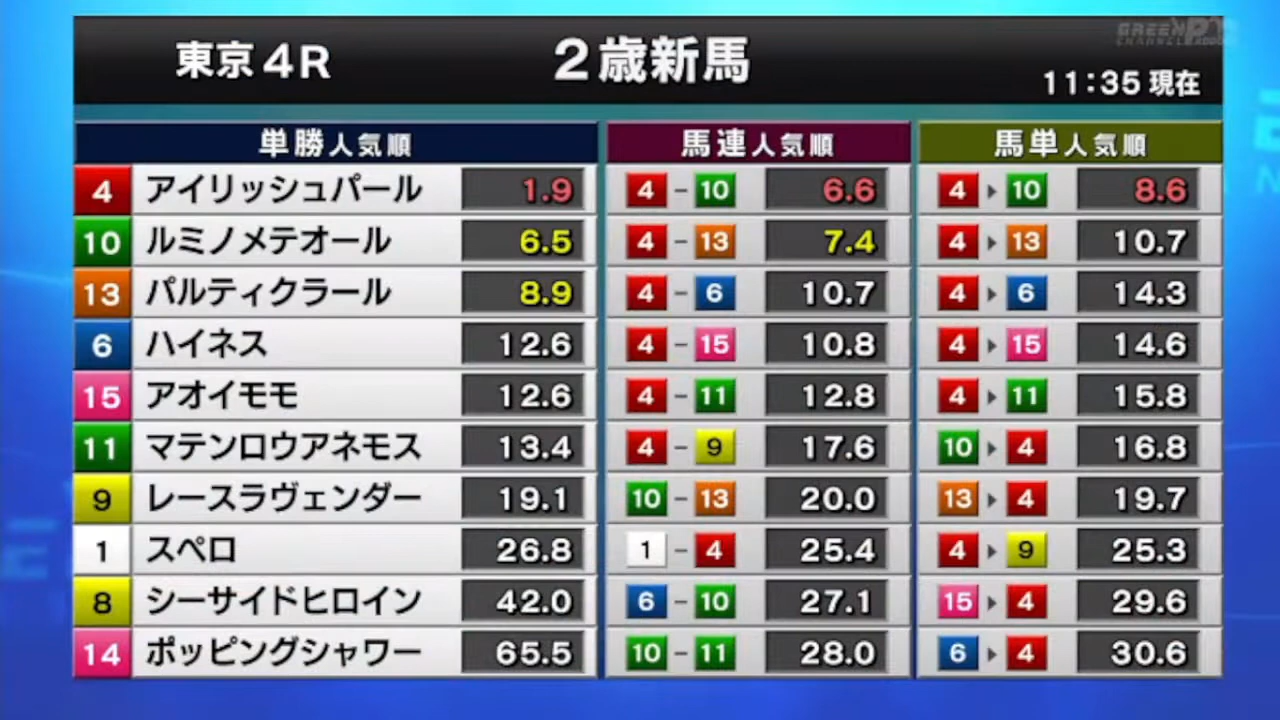 東京4R 2歳新馬 11:35現在
GREEN CHANNEL
単勝人気順 馬連人気順 馬単人気順
4 アイリッシュパール 1.9 4-10 6.6 4▶10 8.6
10 ルミノメテオール 6.5 4-13 7.4 4▶13 10.7
13 パルティクラール 8.9 4-6 10.7 4▶6 14.3
6 ハイネス 12.6 4-15 10.8 4▶15 14.6
15 アオイモモ 12.6 4-11 12.8 4▶11 15.8
11 マテンロウアネモス 13.4 4-9 17.6 10▶4 16.8
9 レースラヴェンダー 19.1 10-13 20.0 13▶4 19.7
1 スペロ 26.8 1-4 25.4 4▶9 25.3
8 シーサイドヒロイン 42.0 6-10 27.1 15▶4 29.6
14 ポッピングシャワー 65.5 10-11 28.0 6▶4 30.6